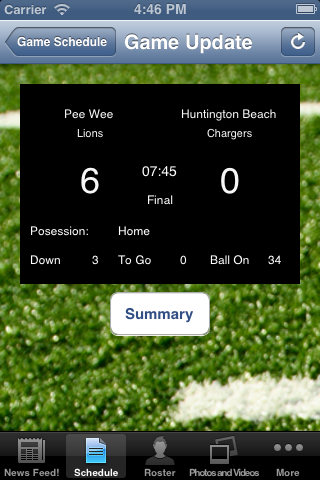 Carrier 4:46 PM
Game Schedule Game Update
Pee Wee Huntington Beach
Lions Chargers
6 07:45 0
Final
Posession: Home
Down 3 To Go 0 Ball On 34
Summary
News Feed! Schedule Roster Photos and Videos More